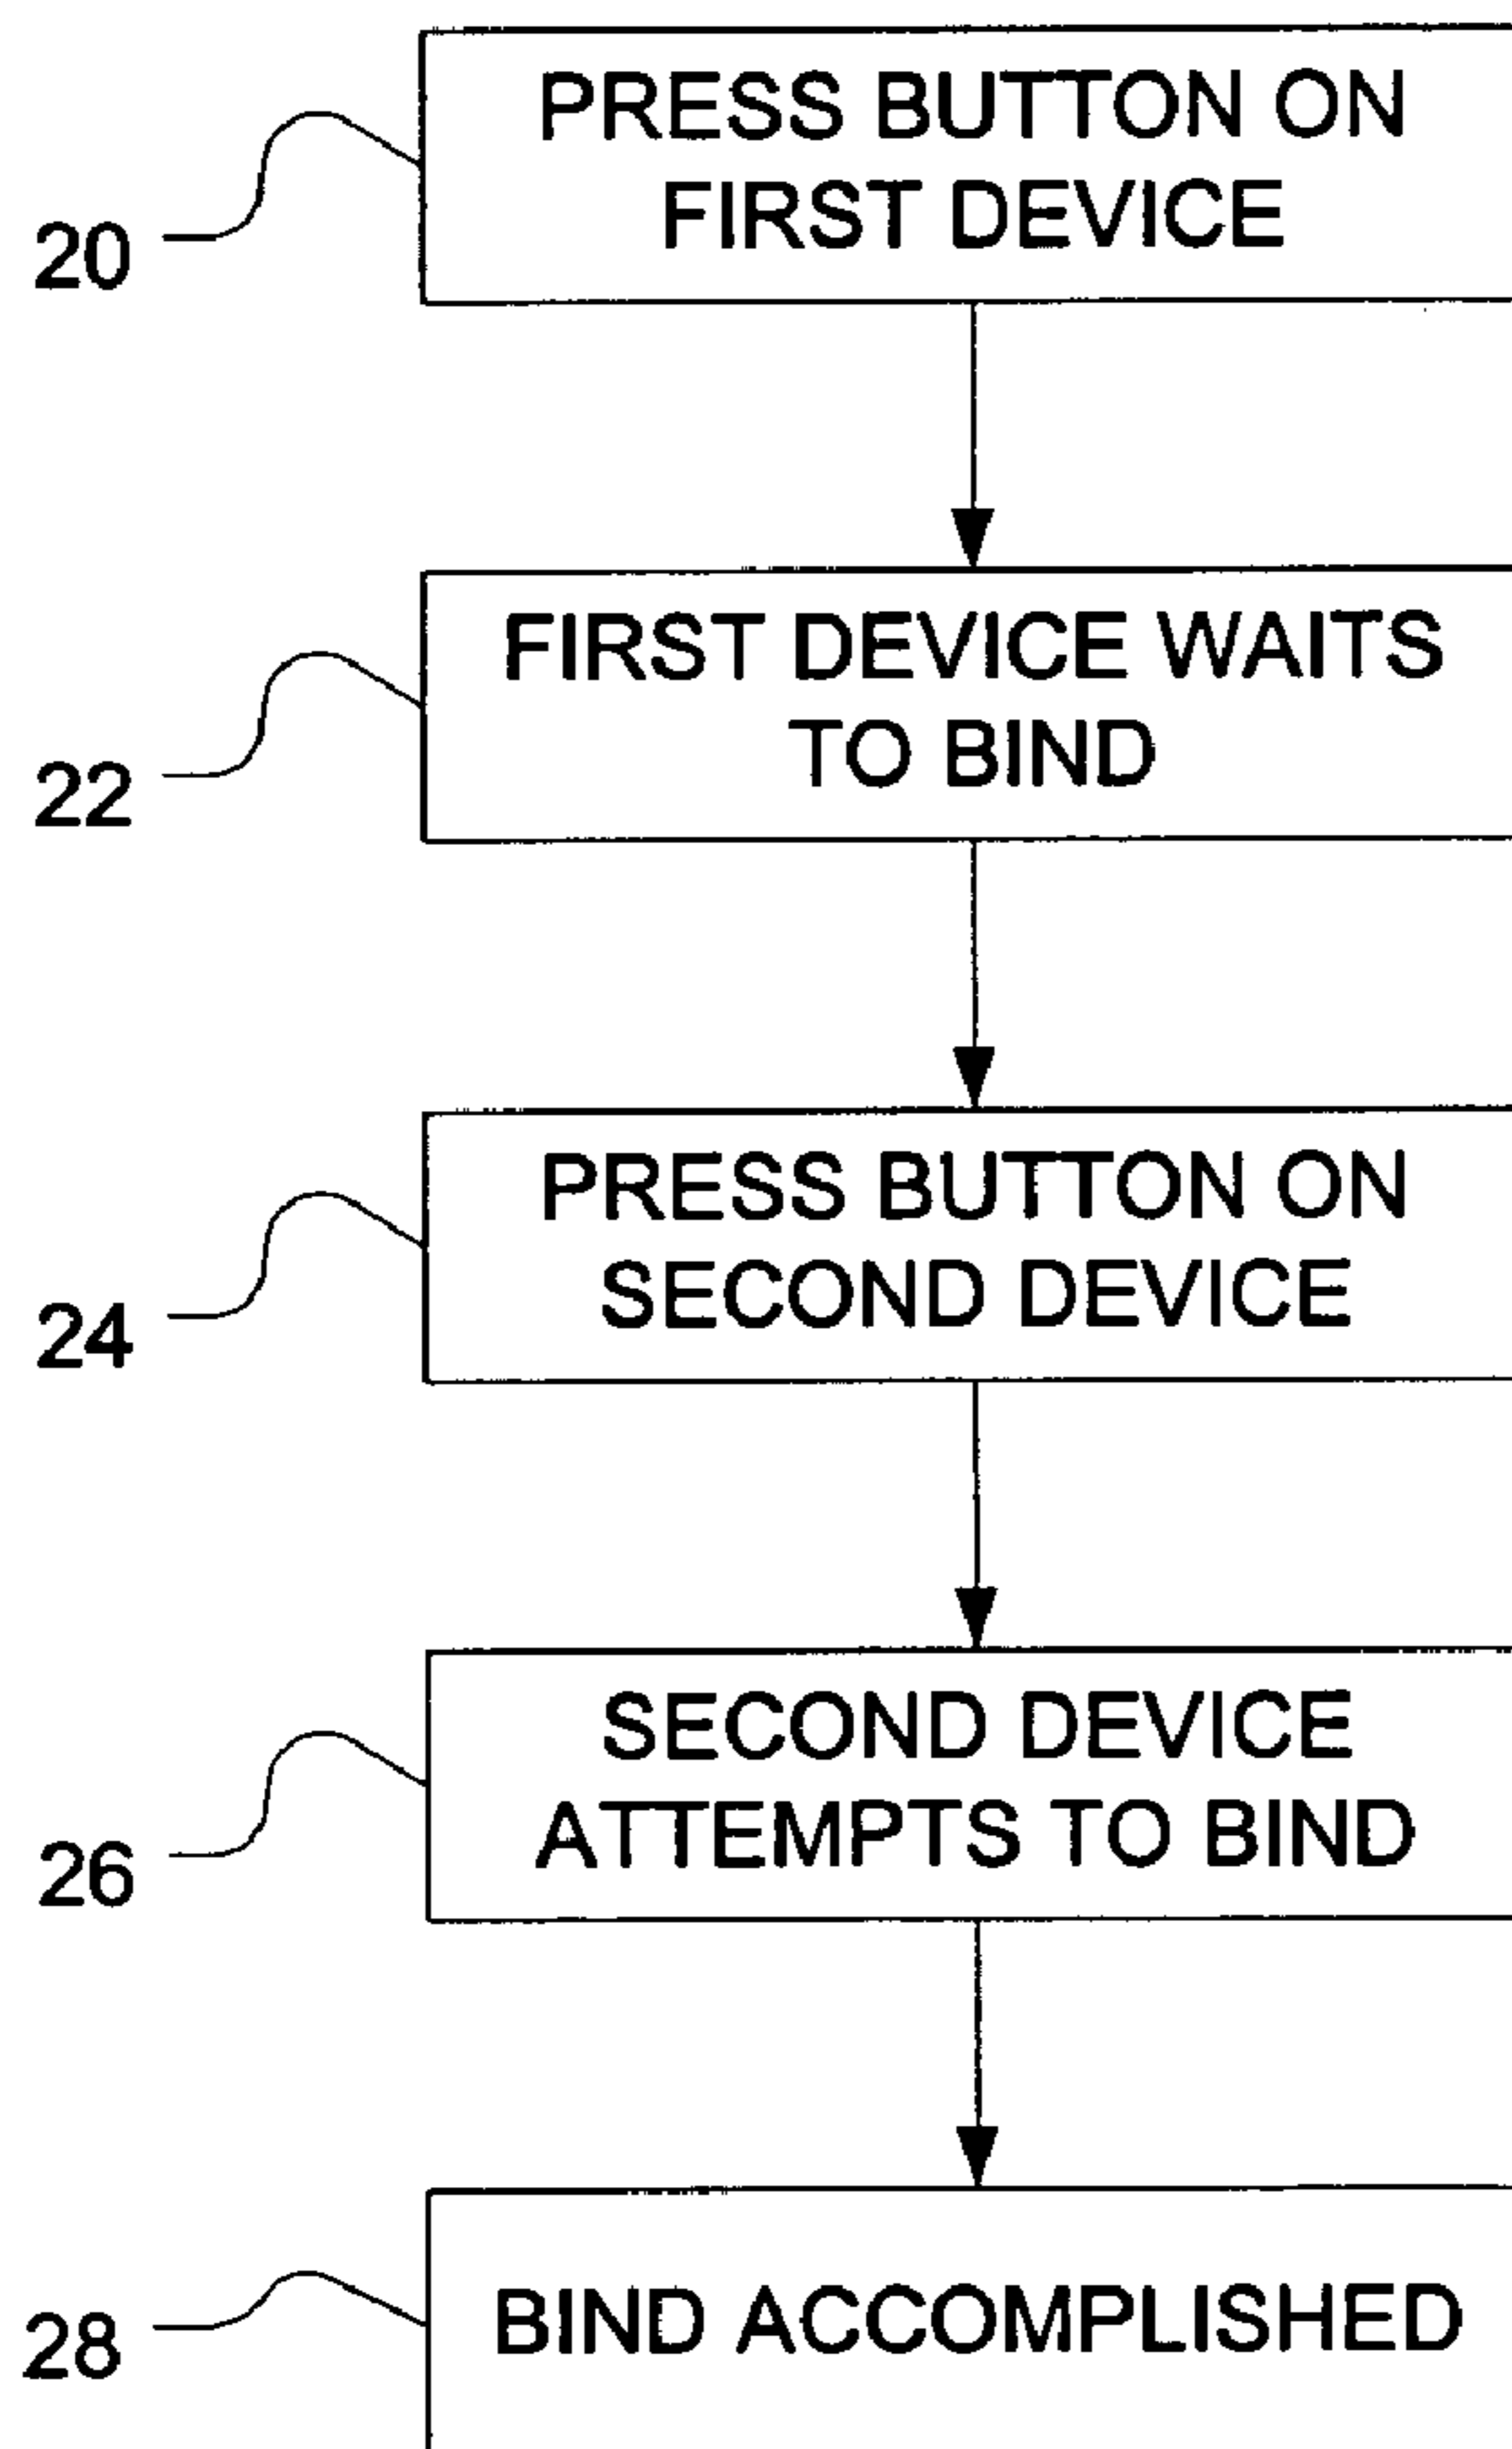 PRESS BUTTON ON
FIRST DEVICE
20
FIRST DEVICE WAITS
TO BIND
22
PRESS BUTTON ON
SECOND DEVICE
24
SECOND DEVICE
ATTEMPTS TO BIND
26
BIND ACCOMPLISHED
28